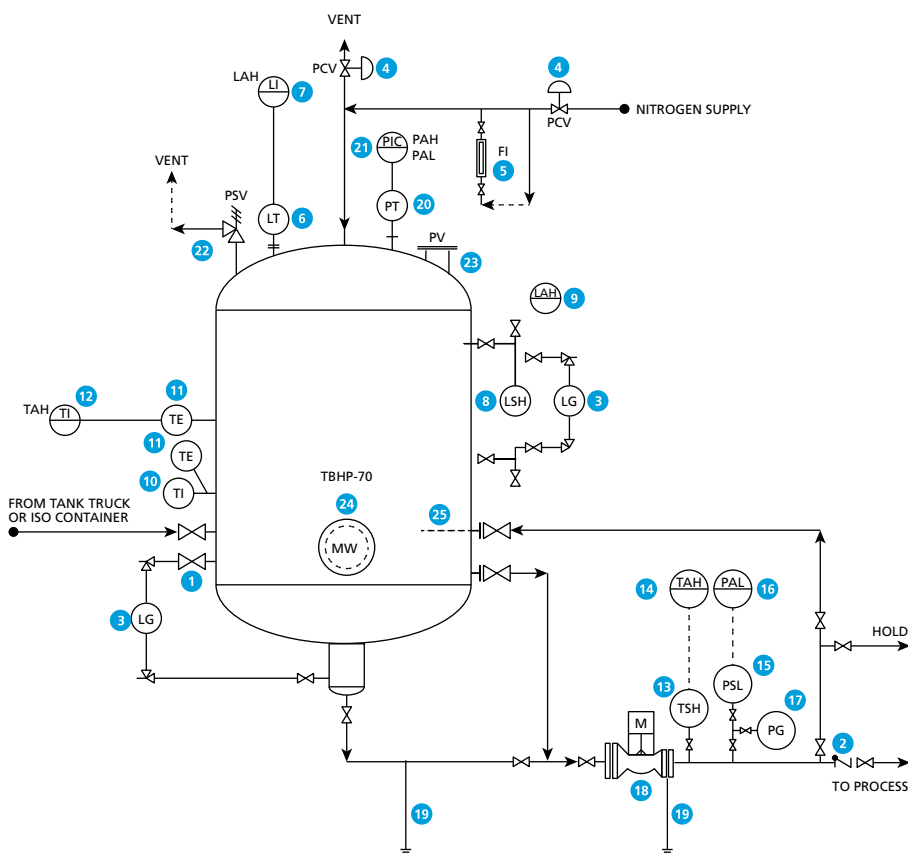 VENT
PCV
4
LAH
LI
7
4
PCV
NITROGEN SUPPLY
21
PIC
PAH
PAL
FI
5
VENT
PSV
LT
6
PT
20
22
PV
23
LAH
9
8
LSH
LG
3
12
11
TAH
TI
TE
11
TE
10
TI
TBHP-70
24
MW
25
FROM TANK TRUCK
OR ISO CONTAINER
1
3
LG
14
TAH
PAL
16
HOLD
15
13
TSH
PSL
17
PG
M
2
18
TO PROCESS
19
19